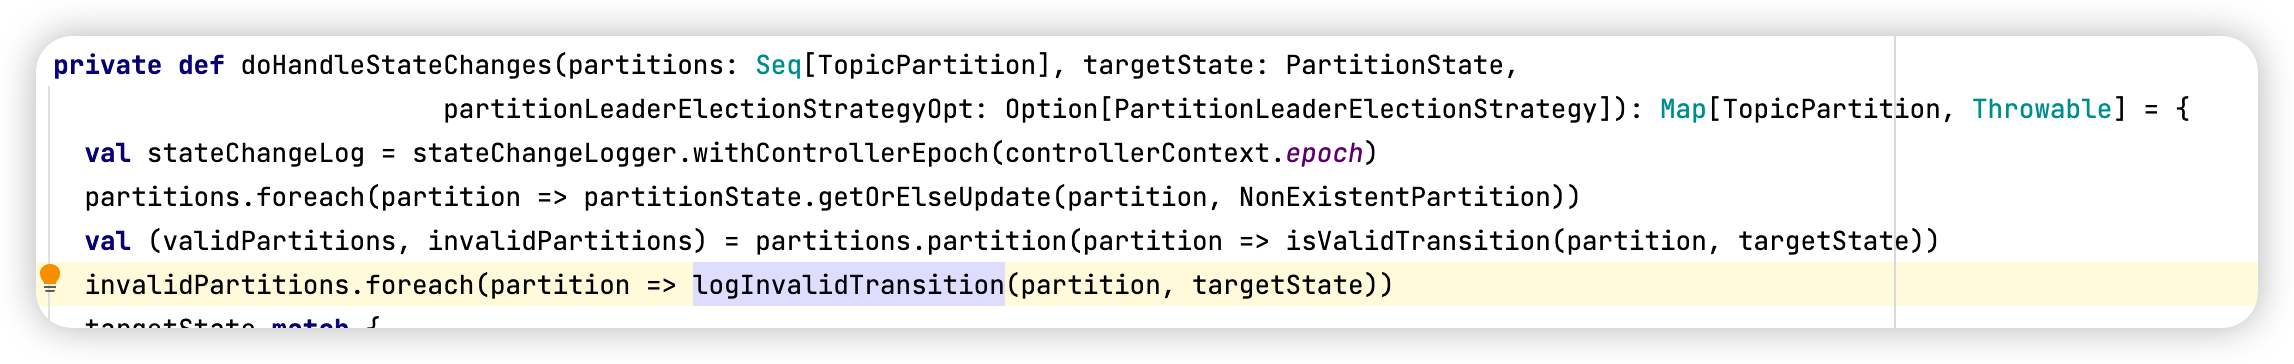 private def doHandleStateChanges(partitions: Seq[TopicPartition], targetState: PartitionState,
partitionLeaderElectionStrategyOpt: Option[PartitionLeaderElectionStrategy]): Map[TopicPartition, Throwable] = {
val stateChangeLog = stateChangeLogger.withControllerEpoch(controllerContext.epoch)
partitions.foreach(partition => partitionState.getOrElseUpdate(partition, NonExistentPartition))
val (validPartitions, invalidPartitions) = partitions.partition(partition => isValidTransition(partition, targetState))
invalidPartitions.foreach(partition => logInvalidTransition(partition, targetState))
targetState match {